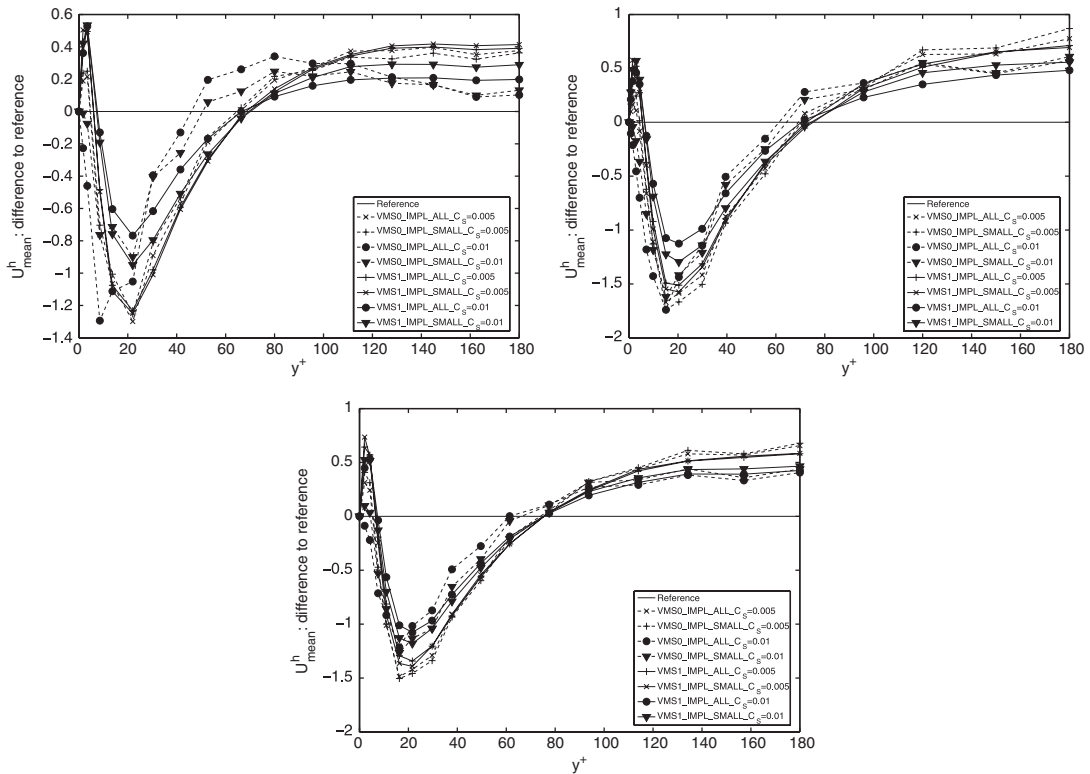 0.6
0.4
0.2
0
−0.2
−0.4
−0.6
−0.8
−1
−1.2
−1.4
0 20 40 60 80 100 120 140 160 180
y+
U^h_mean: difference to reference
Reference
VMS0_IMPL_ALL_C_S=0.005
VMS0_IMPL_SMALL_C_S=0.005
VMS0_IMPL_ALL_C_S=0.01
VMS0_IMPL_SMALL_C_S=0.01
VMS1_IMPL_ALL_C_S=0.005
VMS1_IMPL_SMALL_C_S=0.005
VMS1_IMPL_ALL_C_S=0.01
VMS1_IMPL_SMALL_C_S=0.01
1
0.5
0
−0.5
−1
−1.5
−2
0 20 40 60 80 100 120 140 160 180
y+
U^h_mean: difference to reference
Reference
VMS0_IMPL_ALL_C_S=0.005
VMS0_IMPL_SMALL_C_S=0.005
VMS0_IMPL_ALL_C_S=0.01
VMS0_IMPL_SMALL_C_S=0.01
VMS1_IMPL_ALL_C_S=0.005
VMS1_IMPL_SMALL_C_S=0.005
VMS1_IMPL_ALL_C_S=0.01
VMS1_IMPL_SMALL_C_S=0.01
1
0.5
0
−0.5
−1
−1.5
−2
0 20 40 60 80 100 120 140 160 180
y+
U^h_mean: difference to reference
Reference
VMS0_IMPL_ALL_C_S=0.005
VMS0_IMPL_SMALL_C_S=0.005
VMS0_IMPL_ALL_C_S=0.01
VMS0_IMPL_SMALL_C_S=0.01
VMS1_IMPL_ALL_C_S=0.005
VMS1_IMPL_SMALL_C_S=0.005
VMS1_IMPL_ALL_C_S=0.01
VMS1_IMPL_SMALL_C_S=0.01